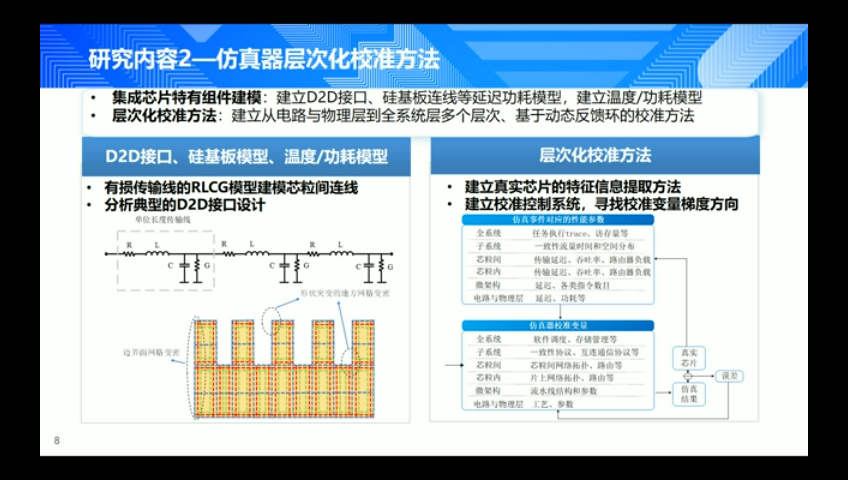 研究内容2—仿真器层次化校准方法
• 集成芯片特有组件建模：建立D2D接口、硅基板连线等延迟功耗模型，建立温度/功耗模型
• 层次化校准方法：建立从电路与物理层到全系统层多个层次、基于动态反馈环的校准方法
D2D接口、硅基板模型、温度/功耗模型
• 有损传输线的RLCG模型建模芯粒间连线
• 分析典型的D2D接口设计
单位长度传输线
R L R L R L
C G C G C G
形状突变的地方网格变密
边界面网格变密
层次化校准方法
• 建立真实芯片的特征信息提取方法
• 建立校准控制系统，寻找校准变量梯度方向
仿真事件对应的性能参数
全系统 任务执行trace、访存量等
子系统 一致性流量时间和空间分布
芯粒间 传输延迟、吞吐率、路由器负载
芯粒内 传输延迟、吞吐率、路由器负载
微架构 延迟、各类指令数目
电路与物理层 延迟、功耗等
仿真器校准变量
全系统 软件调度、存储管理等
子系统 一致性协议、互连通信协议等
芯粒间 芯粒间网络拓扑、路由等
芯粒内 片上网络拓扑、路由等
微架构 流水线结构和参数
电路与物理层 工艺、参数
真实
芯片
误差
仿真
结果
8